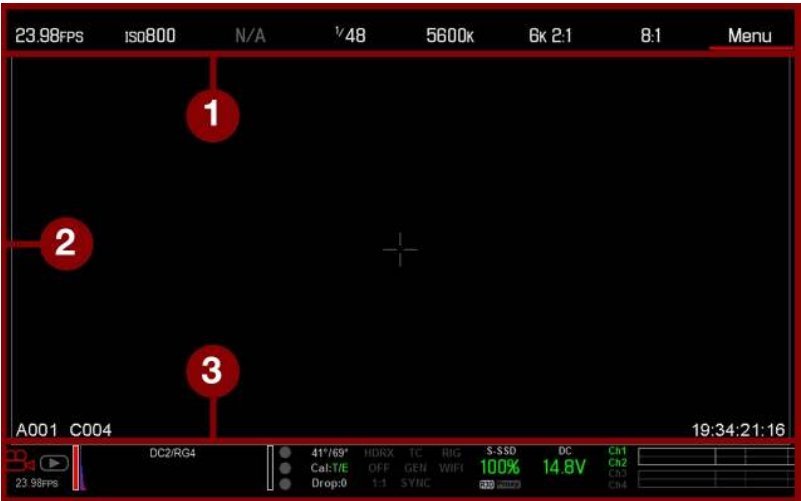 23.98FPS ISO800 N/A 1/48 5600K 6K 2:1 8:1 Menu
1
2
3
A001 C004 19:34:21:16
DC2/RG4 41°/69° HDRX TC RIG S-SSD DC Ch1
Cal:T/E OFF GEN WIFI 100% 14.8V Ch2
23.98FPS Drop:0 1:1 SYNC R3D Ch3
Ch4